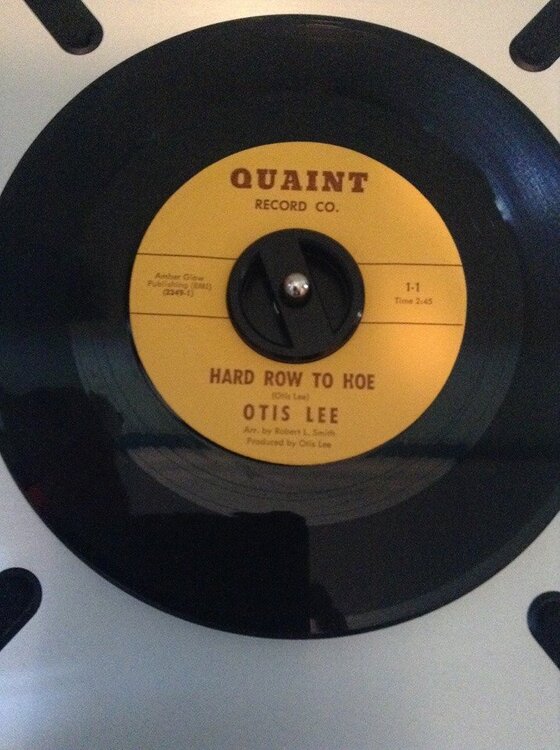 QUAINT
RECORD CO.
Amber Glow
Publishing (BMI)
(2249-1)
1-1
Time 2:45
HARD ROW TO HOE
(Otis Lee)
OTIS LEE
Arr. by Robert L. Smith
Produced by Otis Lee